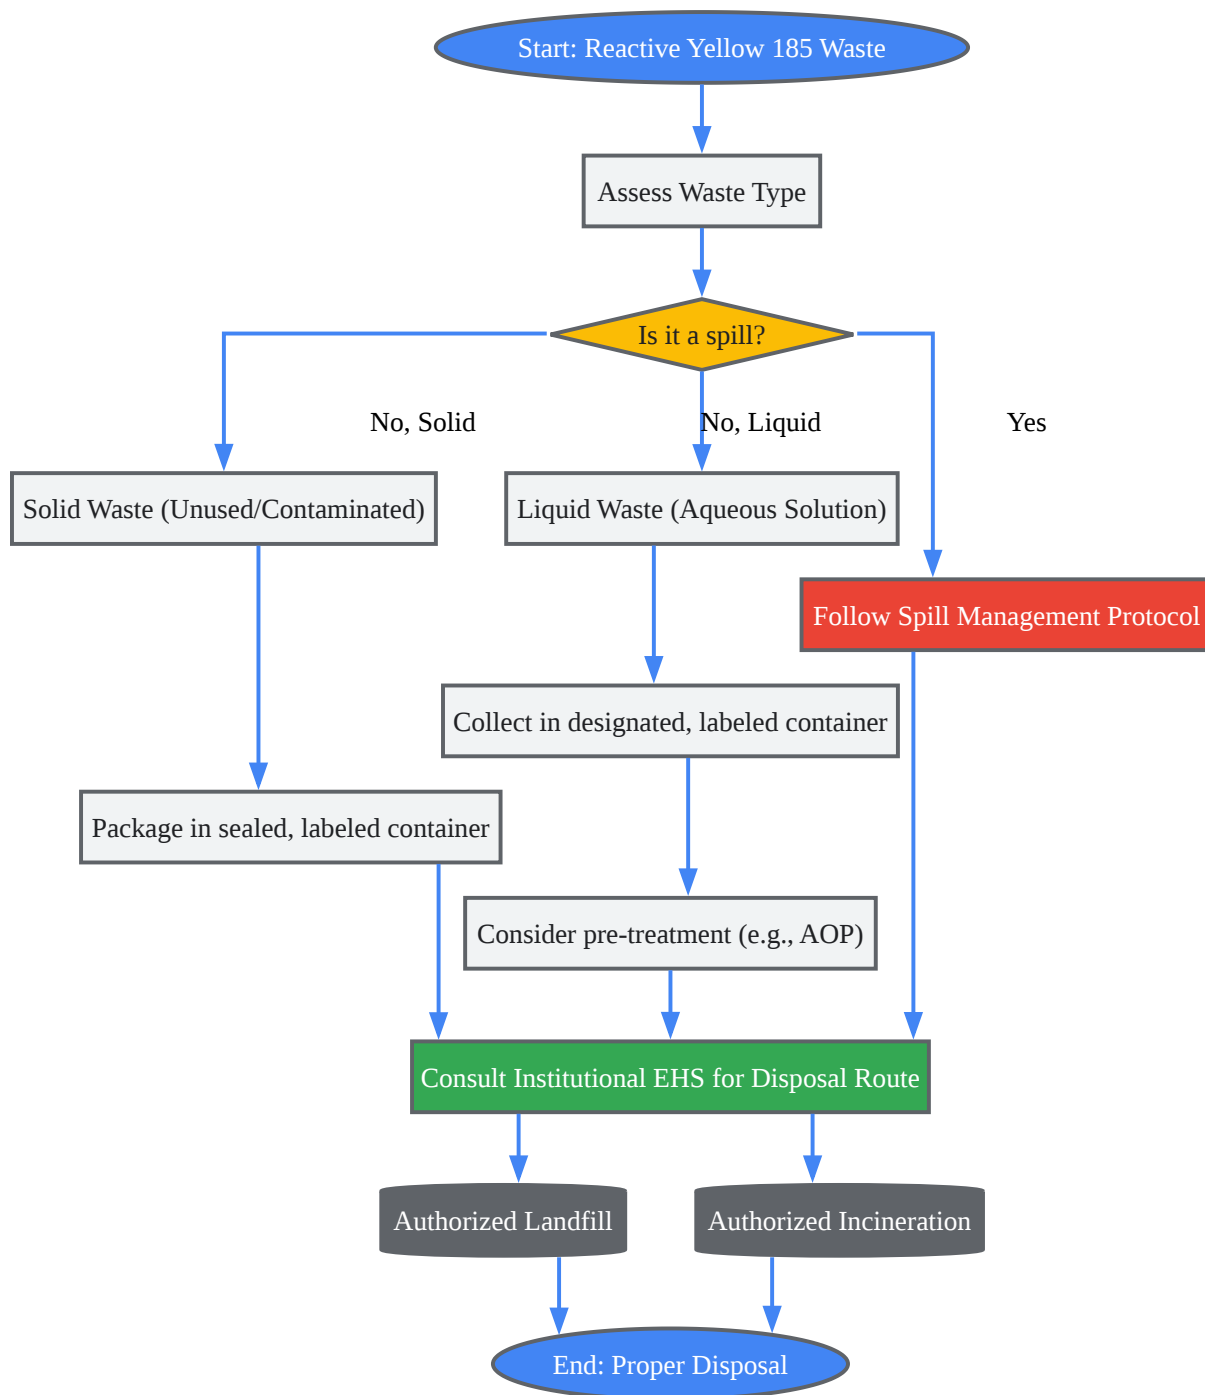 Start: Reactive Yellow 185 Waste
Assess Waste Type
Is it a spill?
No, Solid
No, Liquid
Yes
Solid Waste (Unused/Contaminated)
Liquid Waste (Aqueous Solution)
Follow Spill Management Protocol
Collect in designated, labeled container
Package in sealed, labeled container
Consider pre-treatment (e.g., AOP)
Consult Institutional EHS for Disposal Route
Authorized Landfill
Authorized Incineration
End: Proper Disposal